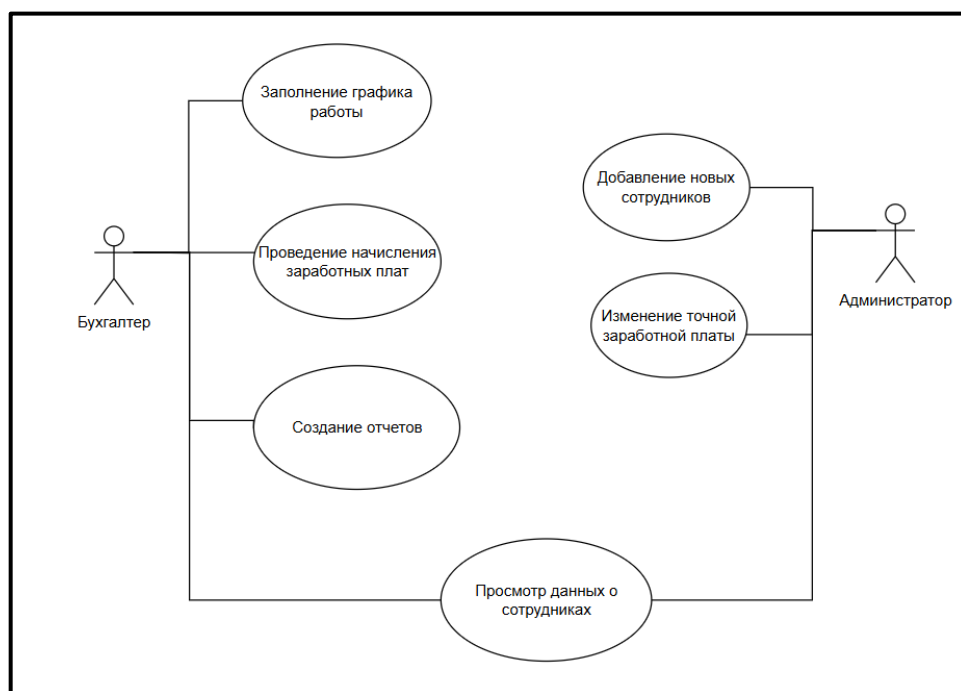 Заполнение графика
работы
Добавление новых
сотрудников
Проведение начисления
заработных плат
Бухгалтер
Администратор
Изменение точной
заработной платы
Создание отчетов
Просмотр данных о
сотрудниках